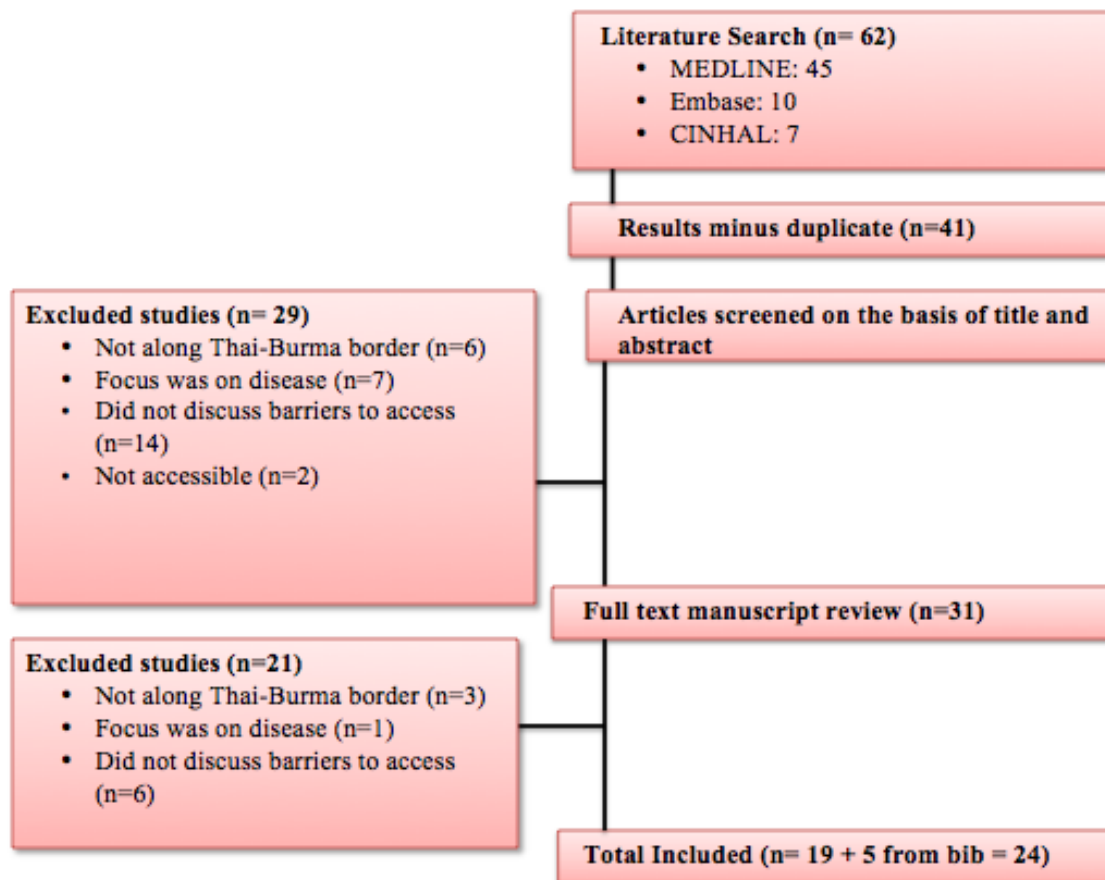 Literature Search (n= 62)
• MEDLINE: 45
• Embase: 10
• CINHAL: 7
Results minus duplicate (n=41)
Excluded studies (n= 29)
• Not along Thai-Burma border (n=6)
• Focus was on disease (n=7)
• Did not discuss barriers to access
(n=14)
• Not accessible (n=2)
Articles screened on the basis of title and
abstract
Full text manuscript review (n=31)
Excluded studies (n=21)
• Not along Thai-Burma border (n=3)
• Focus was on disease (n=1)
• Did not discuss barriers to access
(n=6)
Total Included (n= 19 + 5 from bib = 24)